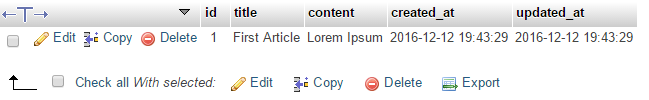 id title content created_at updated_at
Edit Copy Delete 1 First Article Lorem Ipsum 2016-12-12 19:43:29 2016-12-12 19:43:29
Check all With selected: Edit Copy Delete Export